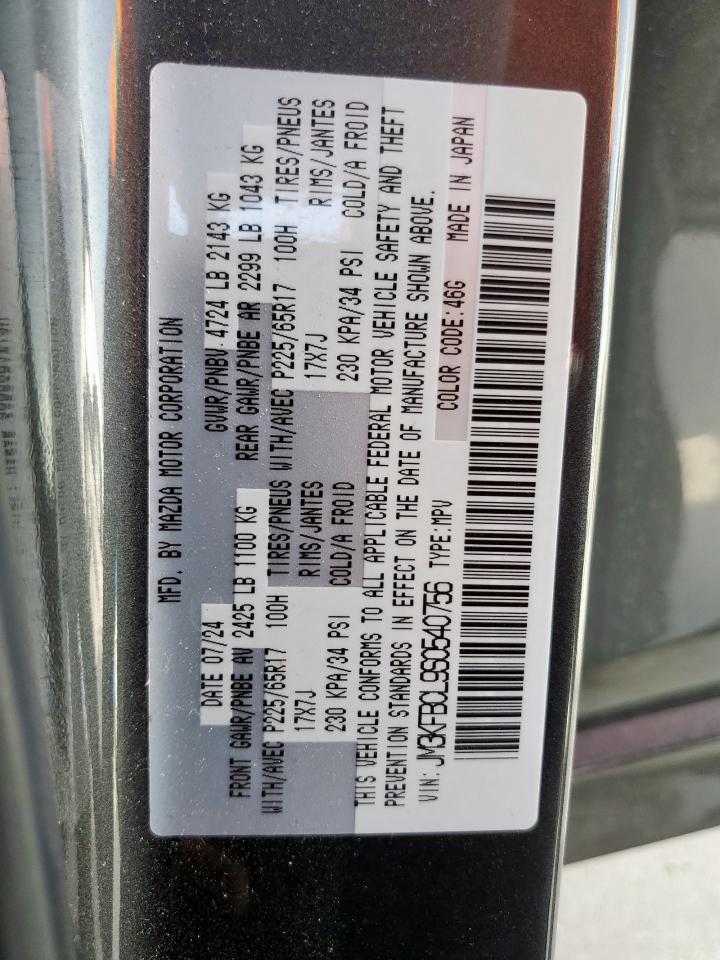 MFD. BY MAZDA MOTOR CORPORATION
DATE 07/24 GVWR/PNBV 4724 LB 2143 KG
FRONT GAWR/PNBE AV 2425 LB 1100 KG REAR GAWR/PNBE AR 2299 LB 1043 KG
WITH/AVEC P225/65R17 100H TIRES/PNEUS WITH/AVEC P225/65R17 100H TIRES/PNEUS
17X7J RIMS/JANTES 17X7J RIMS/JANTES
230 KPA/34 PSI COLD/A FROID 230 KPA/34 PSI COLD/A FROID
THIS VEHICLE CONFORMS TO ALL APPLICABLE FEDERAL MOTOR VEHICLE SAFETY AND THEFT
PREVENTION STANDARDS IN EFFECT ON THE DATE OF MANUFACTURE SHOWN ABOVE.
VIN: JM3KFBCL9S0540756 TYPE:MPV COLOR CODE:46G MADE IN JAPAN